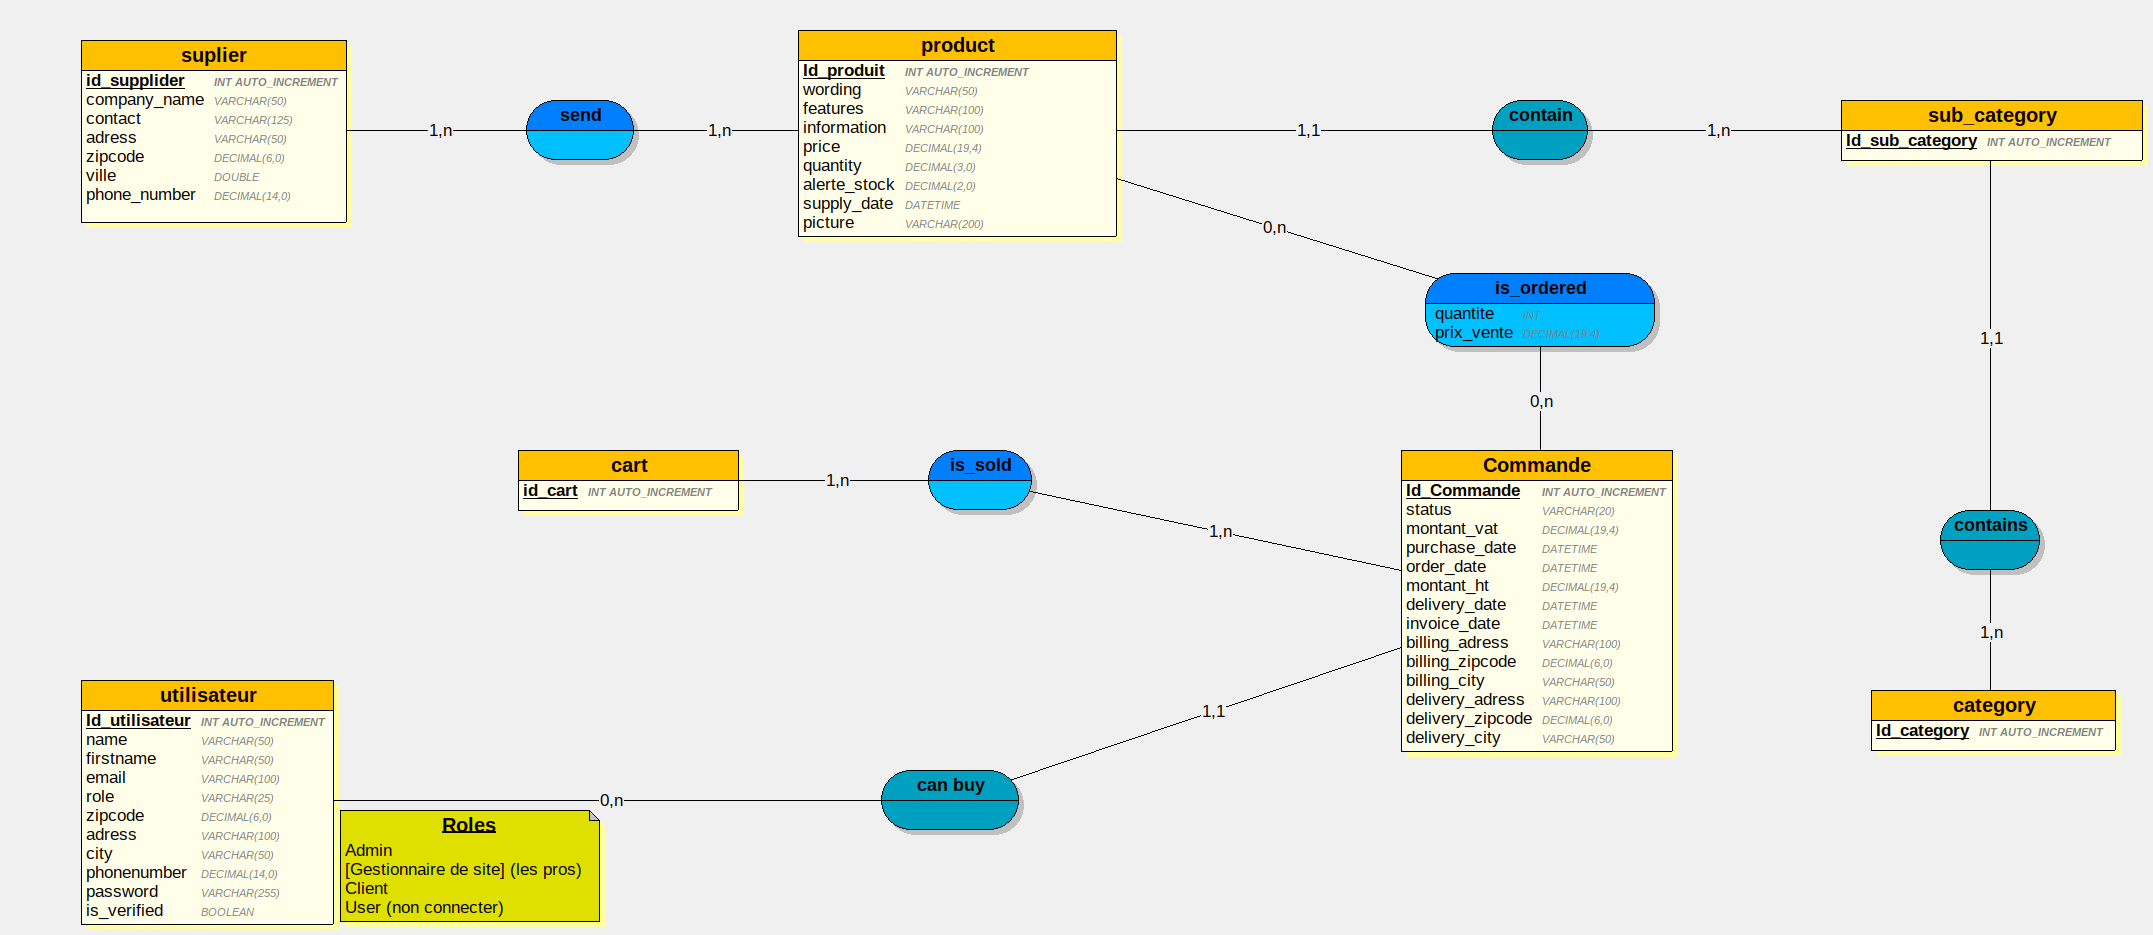 suplier
id_supplider INT AUTO_INCREMENT
company_name VARCHAR(50)
contact VARCHAR(125)
adress VARCHAR(50)
zipcode DECIMAL(6,0)
ville DOUBLE
phone_number DECIMAL(14,0)
1,n
send
1,n
product
Id_produit INT AUTO_INCREMENT
wording VARCHAR(50)
features VARCHAR(100)
information VARCHAR(100)
price DECIMAL(19,4)
quantity DECIMAL(3,0)
alerte_stock DECIMAL(2,0)
supply_date DATETIME
picture VARCHAR(200)
1,1
contain
1,n
sub_category
Id_sub_category INT AUTO_INCREMENT
0,n
is_ordered
quantite INT
prix_vente DECIMAL(19,4)
0,n
1,1
cart
id_cart INT AUTO_INCREMENT
1,n
is_sold
1,n
Commande
Id_Commande INT AUTO_INCREMENT
status VARCHAR(20)
montant_vat DECIMAL(19,4)
purchase_date DATETIME
order_date DATETIME
montant_ht DECIMAL(19,4)
delivery_date DATETIME
invoice_date DATETIME
billing_adress VARCHAR(100)
billing_zipcode DECIMAL(6,0)
billing_city VARCHAR(50)
delivery_adress VARCHAR(100)
delivery_zipcode DECIMAL(6,0)
delivery_city VARCHAR(50)
contains
1,n
category
Id_category INT AUTO_INCREMENT
utilisateur
Id_utilisateur INT AUTO_INCREMENT
name VARCHAR(50)
firstname VARCHAR(50)
email VARCHAR(100)
role VARCHAR(25)
zipcode DECIMAL(6,0)
adress VARCHAR(100)
city VARCHAR(50)
phonenumber DECIMAL(14,0)
password VARCHAR(255)
is_verified BOOLEAN
0,n
can buy
1,1
Roles
Admin
[Gestionnaire de site] (les pros)
Client
User (non connecter)